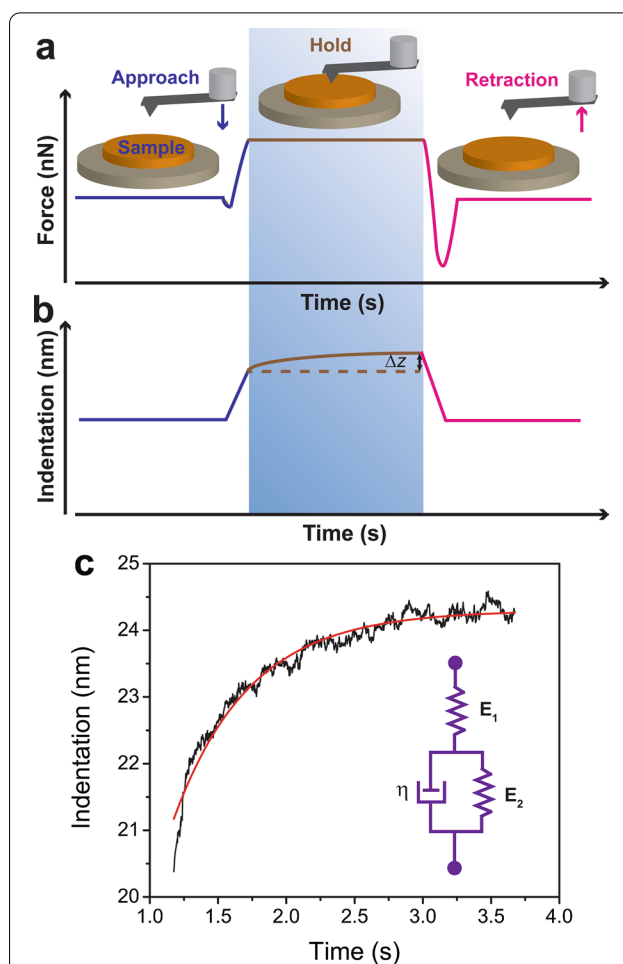 a
Approach
Hold
Retraction
Sample
Force (nN)
Time (s)
b
Δz
Indentation (nm)
Time (s)
c
25
24
23
22
21
20
Indentation (nm)
E1
η
E2
1.0 1.5 2.0 2.5 3.0 3.5 4.0
Time (s)